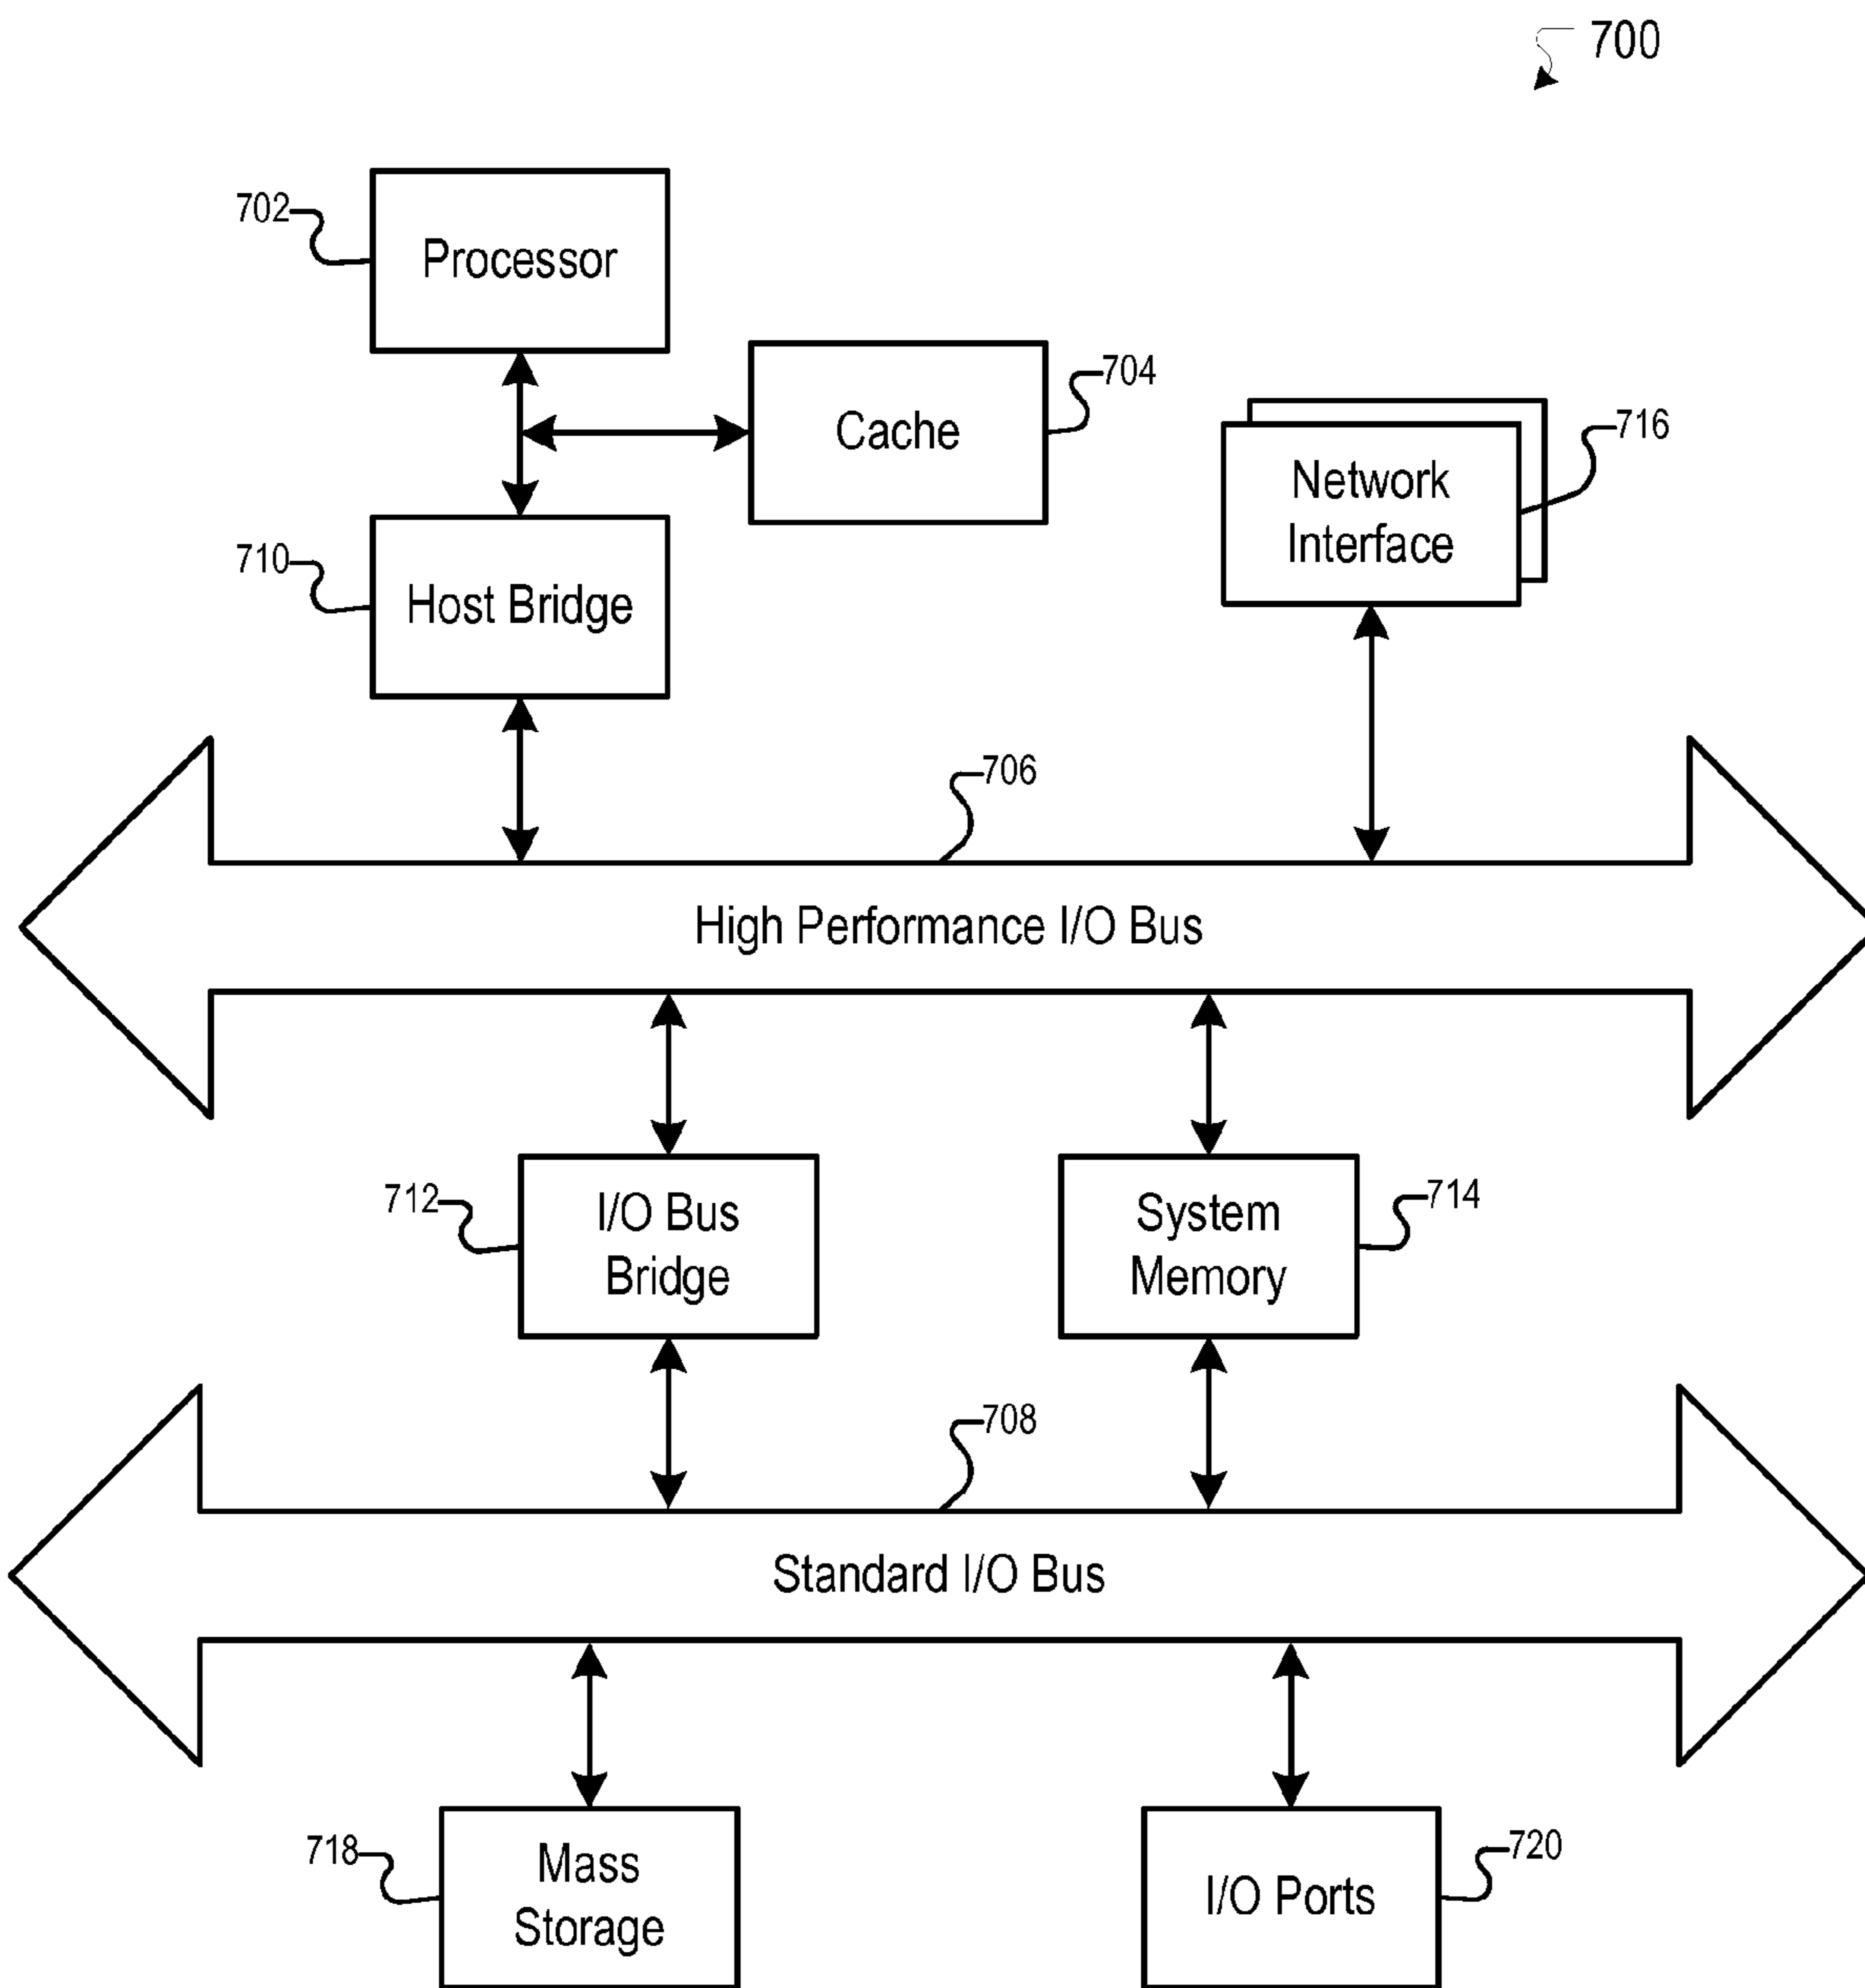 700
702
Processor
704
Cache
716
Network
Interface
710
Host Bridge
706
High Performance I/O Bus
712
I/O Bus
Bridge
System
Memory
714
708
Standard I/O Bus
718
Mass
Storage
I/O Ports
720